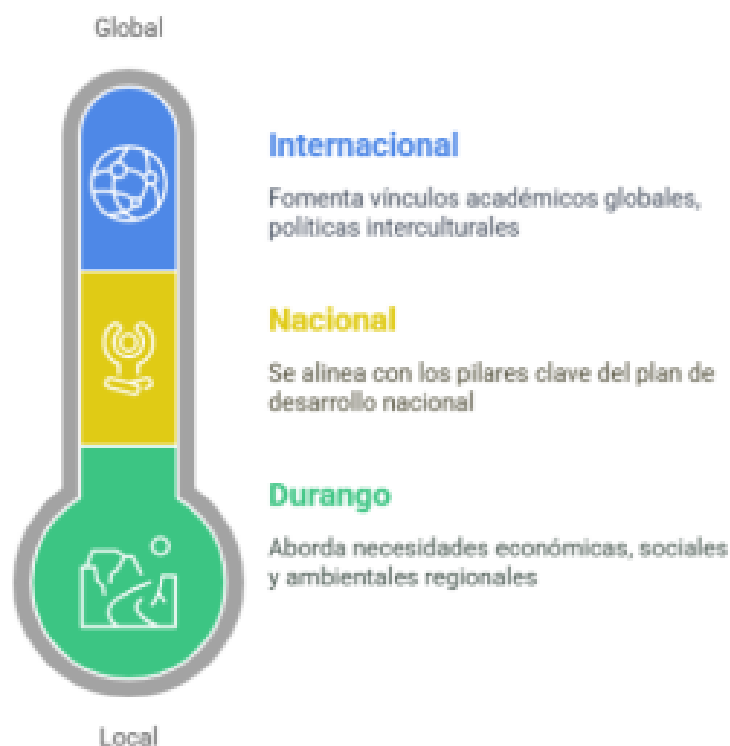 Global
Internacional
Fomenta vínculos académicos globales,
políticas interculturales
Nacional
Se alinea con los pilares clave del plan de
desarrollo nacional
Durango
Aborda necesidades económicas, sociales
y ambientales regionales
Local